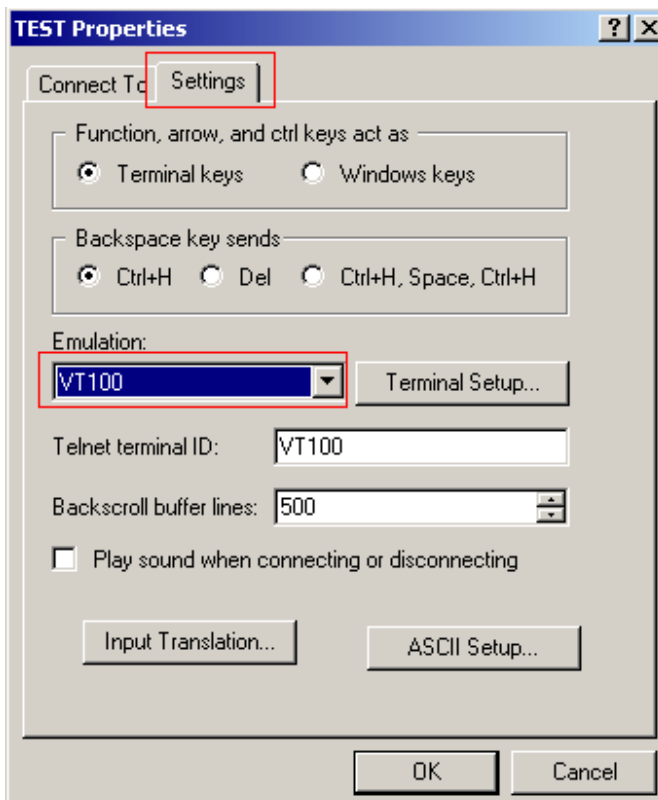 TEST Properties
Connect To Settings
Function, arrow, and ctrl keys act as
Terminal keys Windows keys
Backspace key sends
Ctrl+H Del Ctrl+H, Space, Ctrl+H
Emulation:
VT100 Terminal Setup...
Telnet terminal ID: VT100
Backscroll buffer lines: 500
Play sound when connecting or disconnecting
Input Translation... ASCII Setup...
OK Cancel